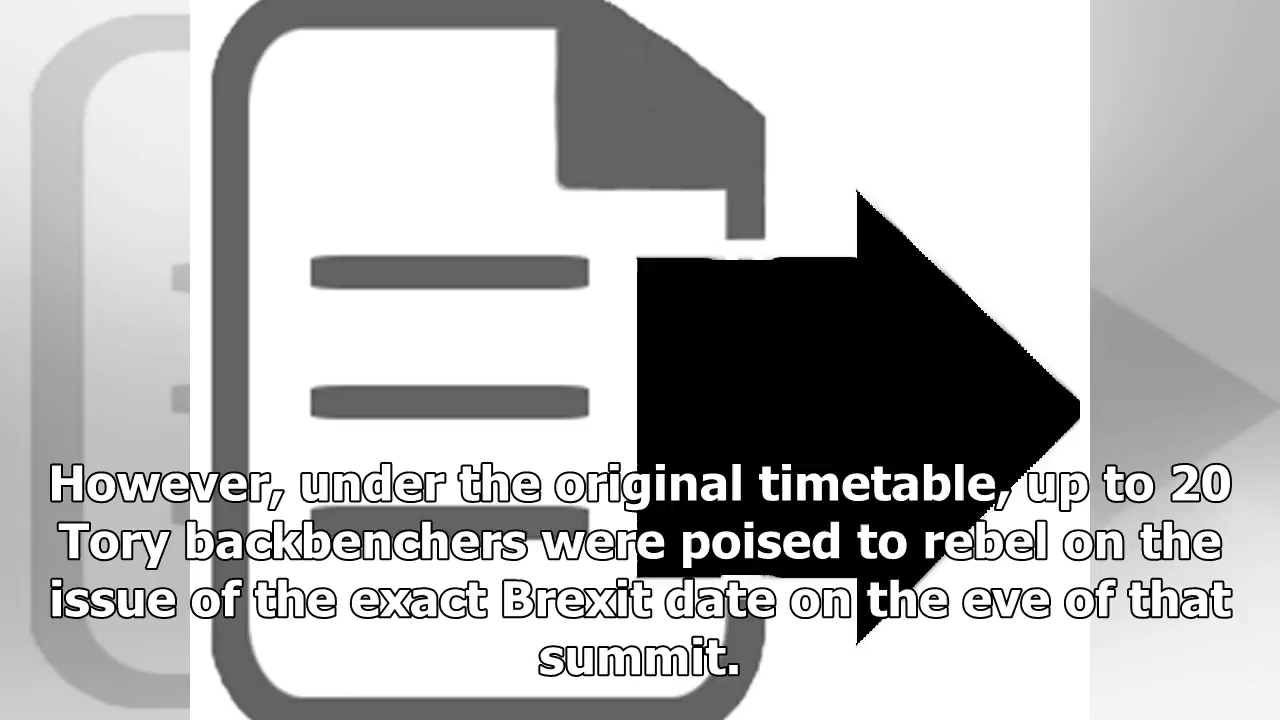 However, under the original timetable, up to 20
Tory backbenchers were poised to rebel on the
issue of the exact Brexit date on the eve of that
summit.